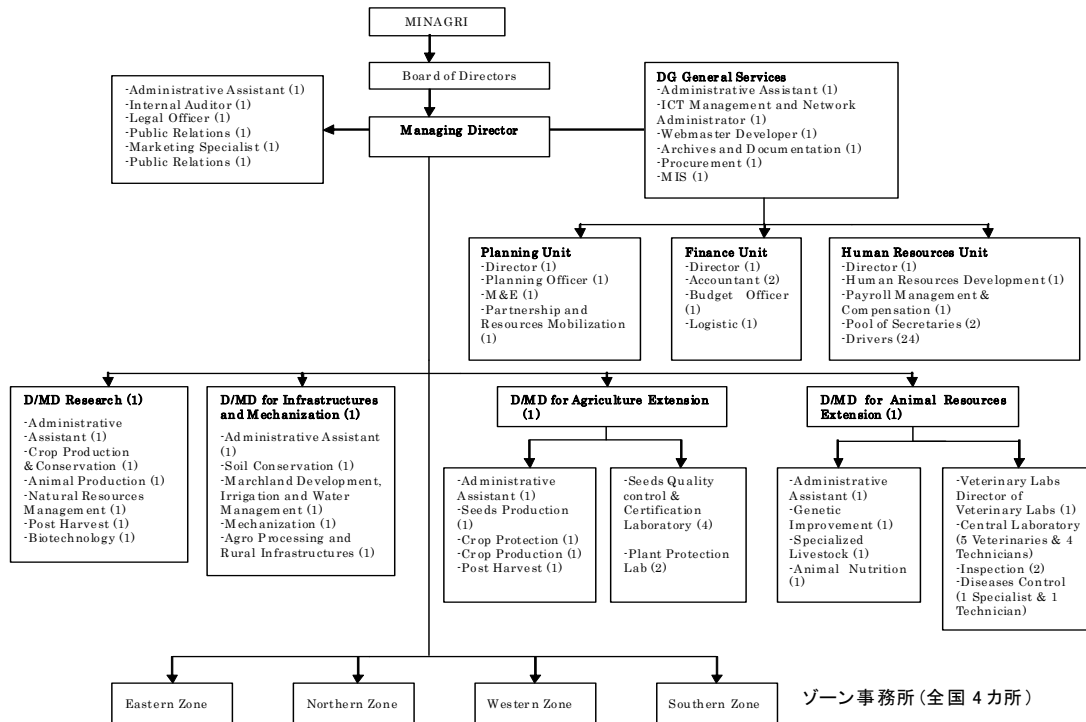 MINAGRI
Board of Directors
Managing Director
-Administrative Assistant (1)
-Internal Auditor (1)
-Legal Officer (1)
-Public Relations (1)
-Marketing Specialist (1)
-Public Relations (1)
DG General Services
-Administrative Assistant (1)
-ICT Management and Network
Administrator (1)
-Webmaster Developer (1)
-Archives and Documentation (1)
-Procurement (1)
-MIS (1)
Planning Unit
-Director (1)
-Planning Officer (1)
-M&E (1)
-Partnership and
Resources Mobilization
(1)
Finance Unit
-Director (1)
-Accountant (2)
-Budget Officer
(1)
-Logistic (1)
Human Resources Unit
-Director (1)
-Human Resources Development (1)
-Payroll Management &
Compensation (1)
-Pool of Secretaries (2)
-Drivers (24)
D/MD Research (1)
-Administrative
-Assistant (1)
-Crop Production
& Conservation (1)
-Animal Production (1)
-Natural Resources
Management (1)
-Post Harvest (1)
-Biotechnology (1)
D/MD for Infrastructures
and Mechanization (1)
-Administrative Assistant
(1)
-Soil Conservation (1)
-Marchland Development,
Irrigation and Water
Management (1)
-Mechanization (1)
-Agro Processing and
Rural Infrastructures (1)
D/MD for Agriculture Extension
(1)
-Administrative
Assistant (1)
-Seeds Production
(1)
-Crop Protection (1)
-Crop Production (1)
-Post Harvest (1)
-Seeds Quality
control &
Certification
Laboratory (4)
-Plant Protection
Lab (2)
D/MD for Animal Resources
Extension (1)
-Administrative
Assistant (1)
-Genetic
Improvement (1)
-Specialized
Livestock (1)
-Animal Nutrition
(1)
-Veterinary Labs
Director of
Veterinary Labs (1)
-Central Laboratory
(5 Veterinaries & 4
Technicians)
-Inspection (2)
-Diseases Control
(1 Specialist & 1
Technician)
Eastern Zone
Northern Zone
Western Zone
Southern Zone
ゾーン事務所(全国 4 カ所)